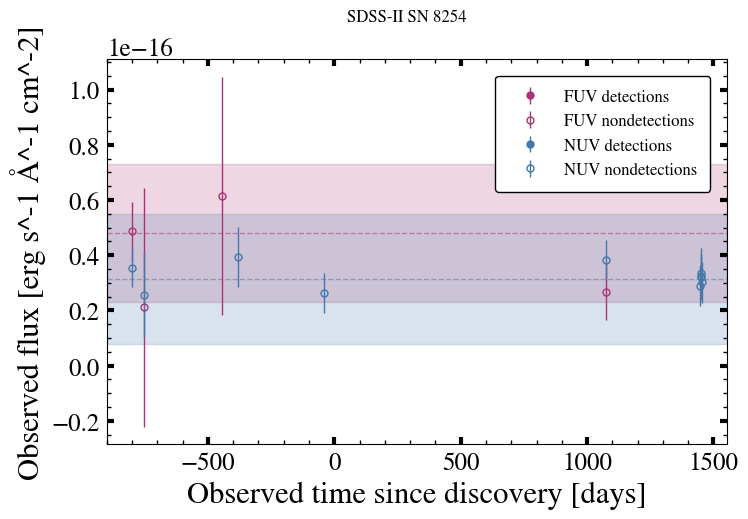 SDSS-II SN 8254
1e−16
Observed flux [erg s^-1 Å^-1 cm^-2]
1.0
0.8
0.6
0.4
0.2
0.0
−0.2
FUV detections
FUV nondetections
NUV detections
NUV nondetections
−500 0 500 1000 1500
Observed time since discovery [days]